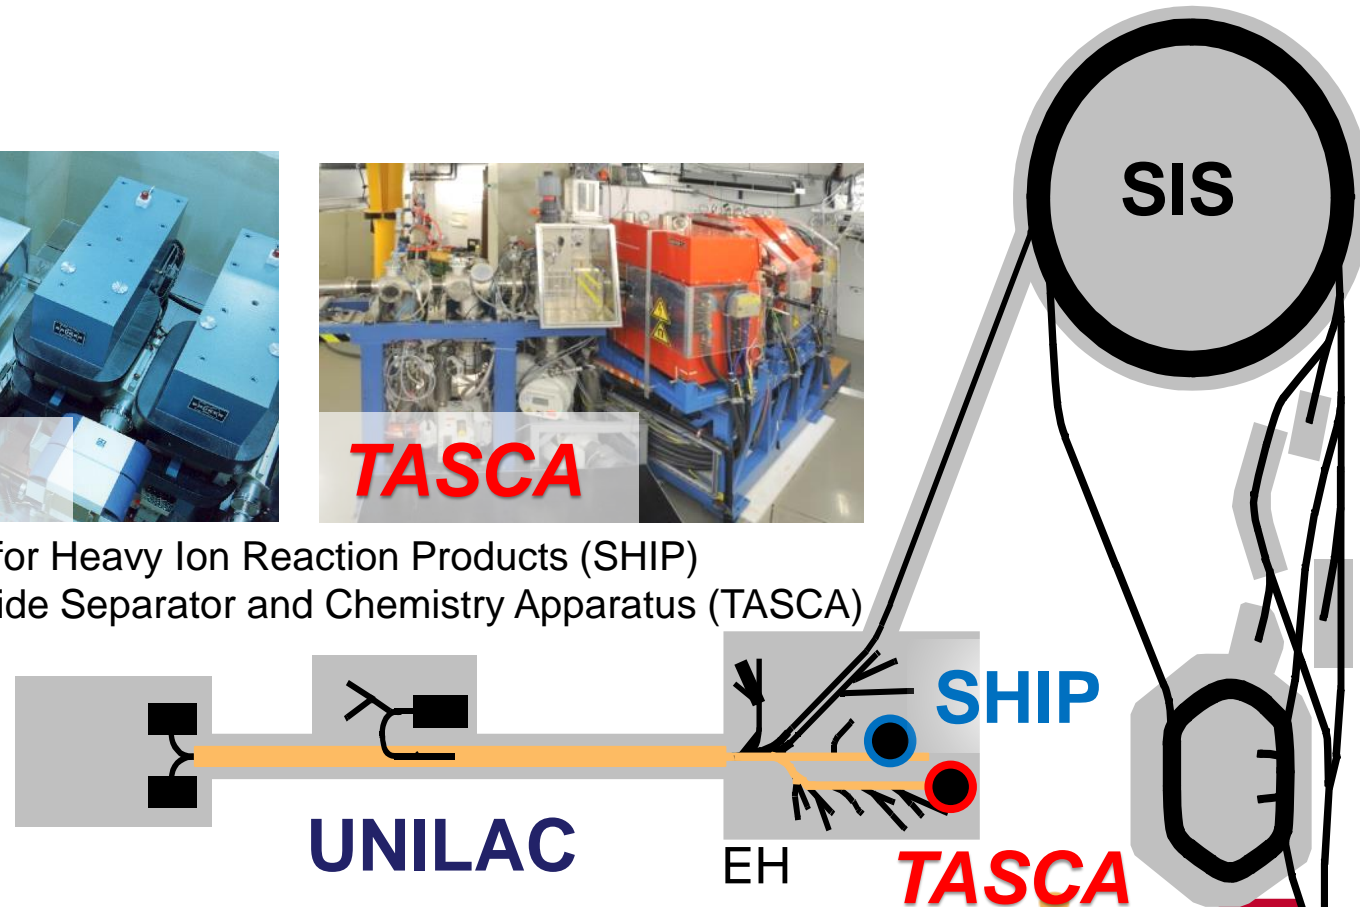 SIS
TASCA
for Heavy Ion Reaction Products (SHIP)
ide Separator and Chemistry Apparatus (TASCA)
SHIP
UNILAC
EH
TASCA